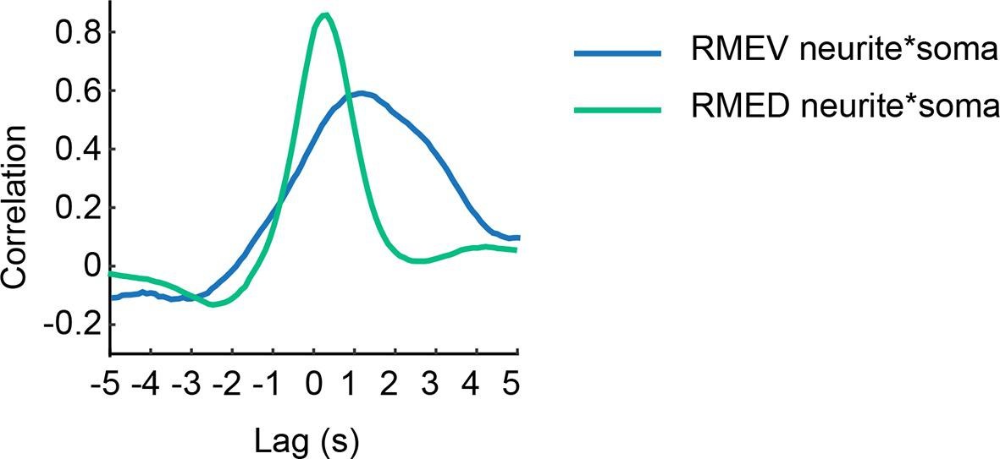 Correlation
0.8
0.6
0.4
0.2
0
-0.2
-5 -4 -3 -2 -1 0 1 2 3 4 5
Lag (s)
RMEV neurite*soma
RMED neurite*soma